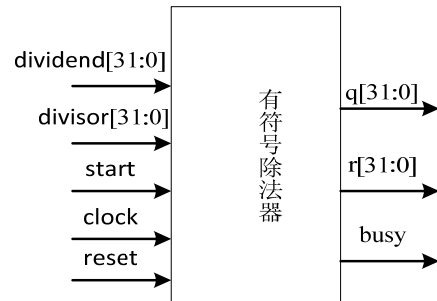 dividend[31:0]
divisor[31:0]
start
clock
reset
有符号除法器
q[31:0]
r[31:0]
busy